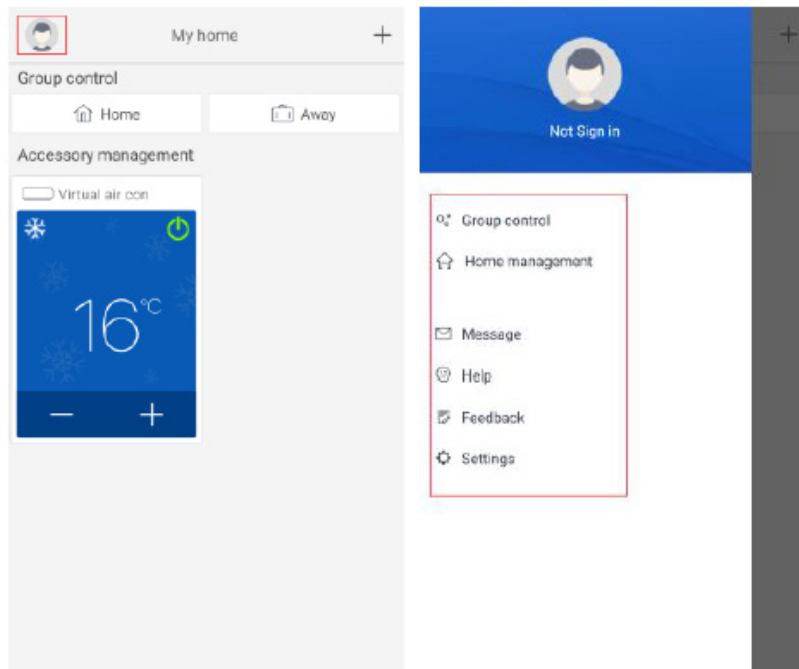 My home
Group control
Home
Away
Accessory management
Virtual air con
16°C
Not Sign in
Group control
Home management
Message
Help
Feedback
Settings